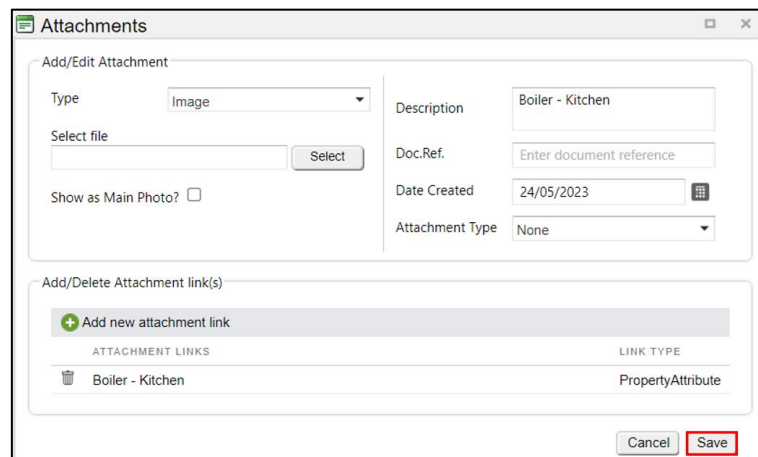 Attachments
Add/Edit Attachment
Type
Image
Select file
Select
Show as Main Photo?
Description
Boiler - Kitchen
Doc.Ref.
Enter document reference
Date Created
24/05/2023
Attachment Type
None
Add/Delete Attachment link(s)
Add new attachment link
ATTACHMENT LINKS LINK TYPE
Boiler - Kitchen PropertyAttribute
Cancel Save